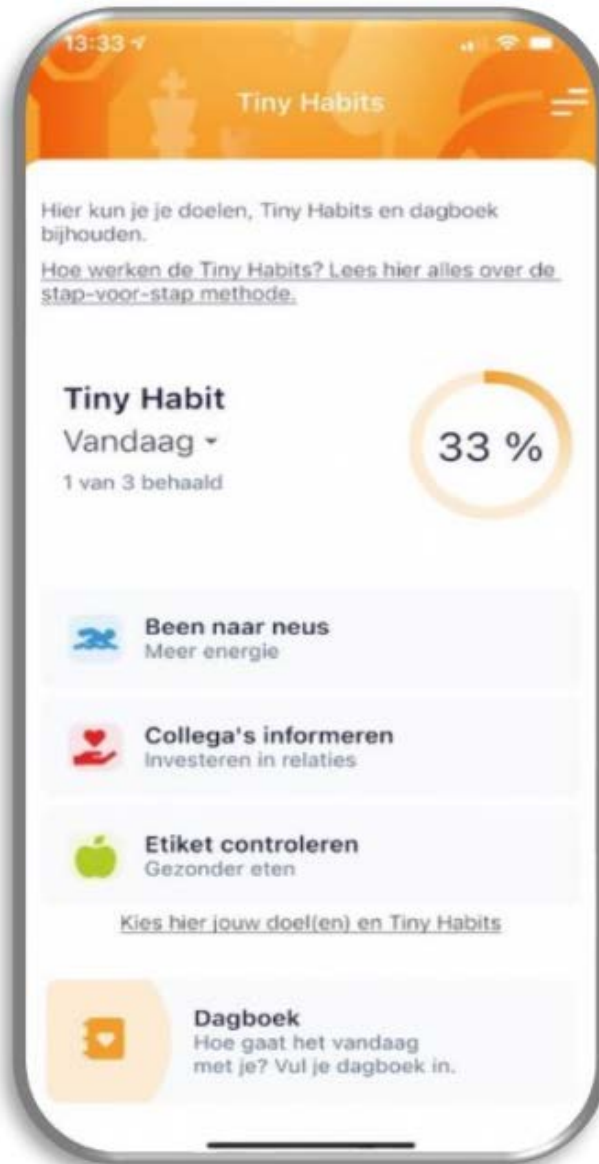 13:33
Tiny Habits
Hier kun je je doelen, Tiny Habits en dagboek
bijhouden.
Hoe werken de Tiny Habits? Lees hier alles over de
stap-voor-stap methode.
Tiny Habit
Vandaag
1 van 3 behaald
33 %
Been naar neus
Meer energie
Collega's informeren
Investeren in relaties
Etiket controleren
Gezonder eten
Kies hier jouw doel(en) en Tiny Habits
Dagboek
Hoe gaat het vandaag
met je? Vul je dagboek in.